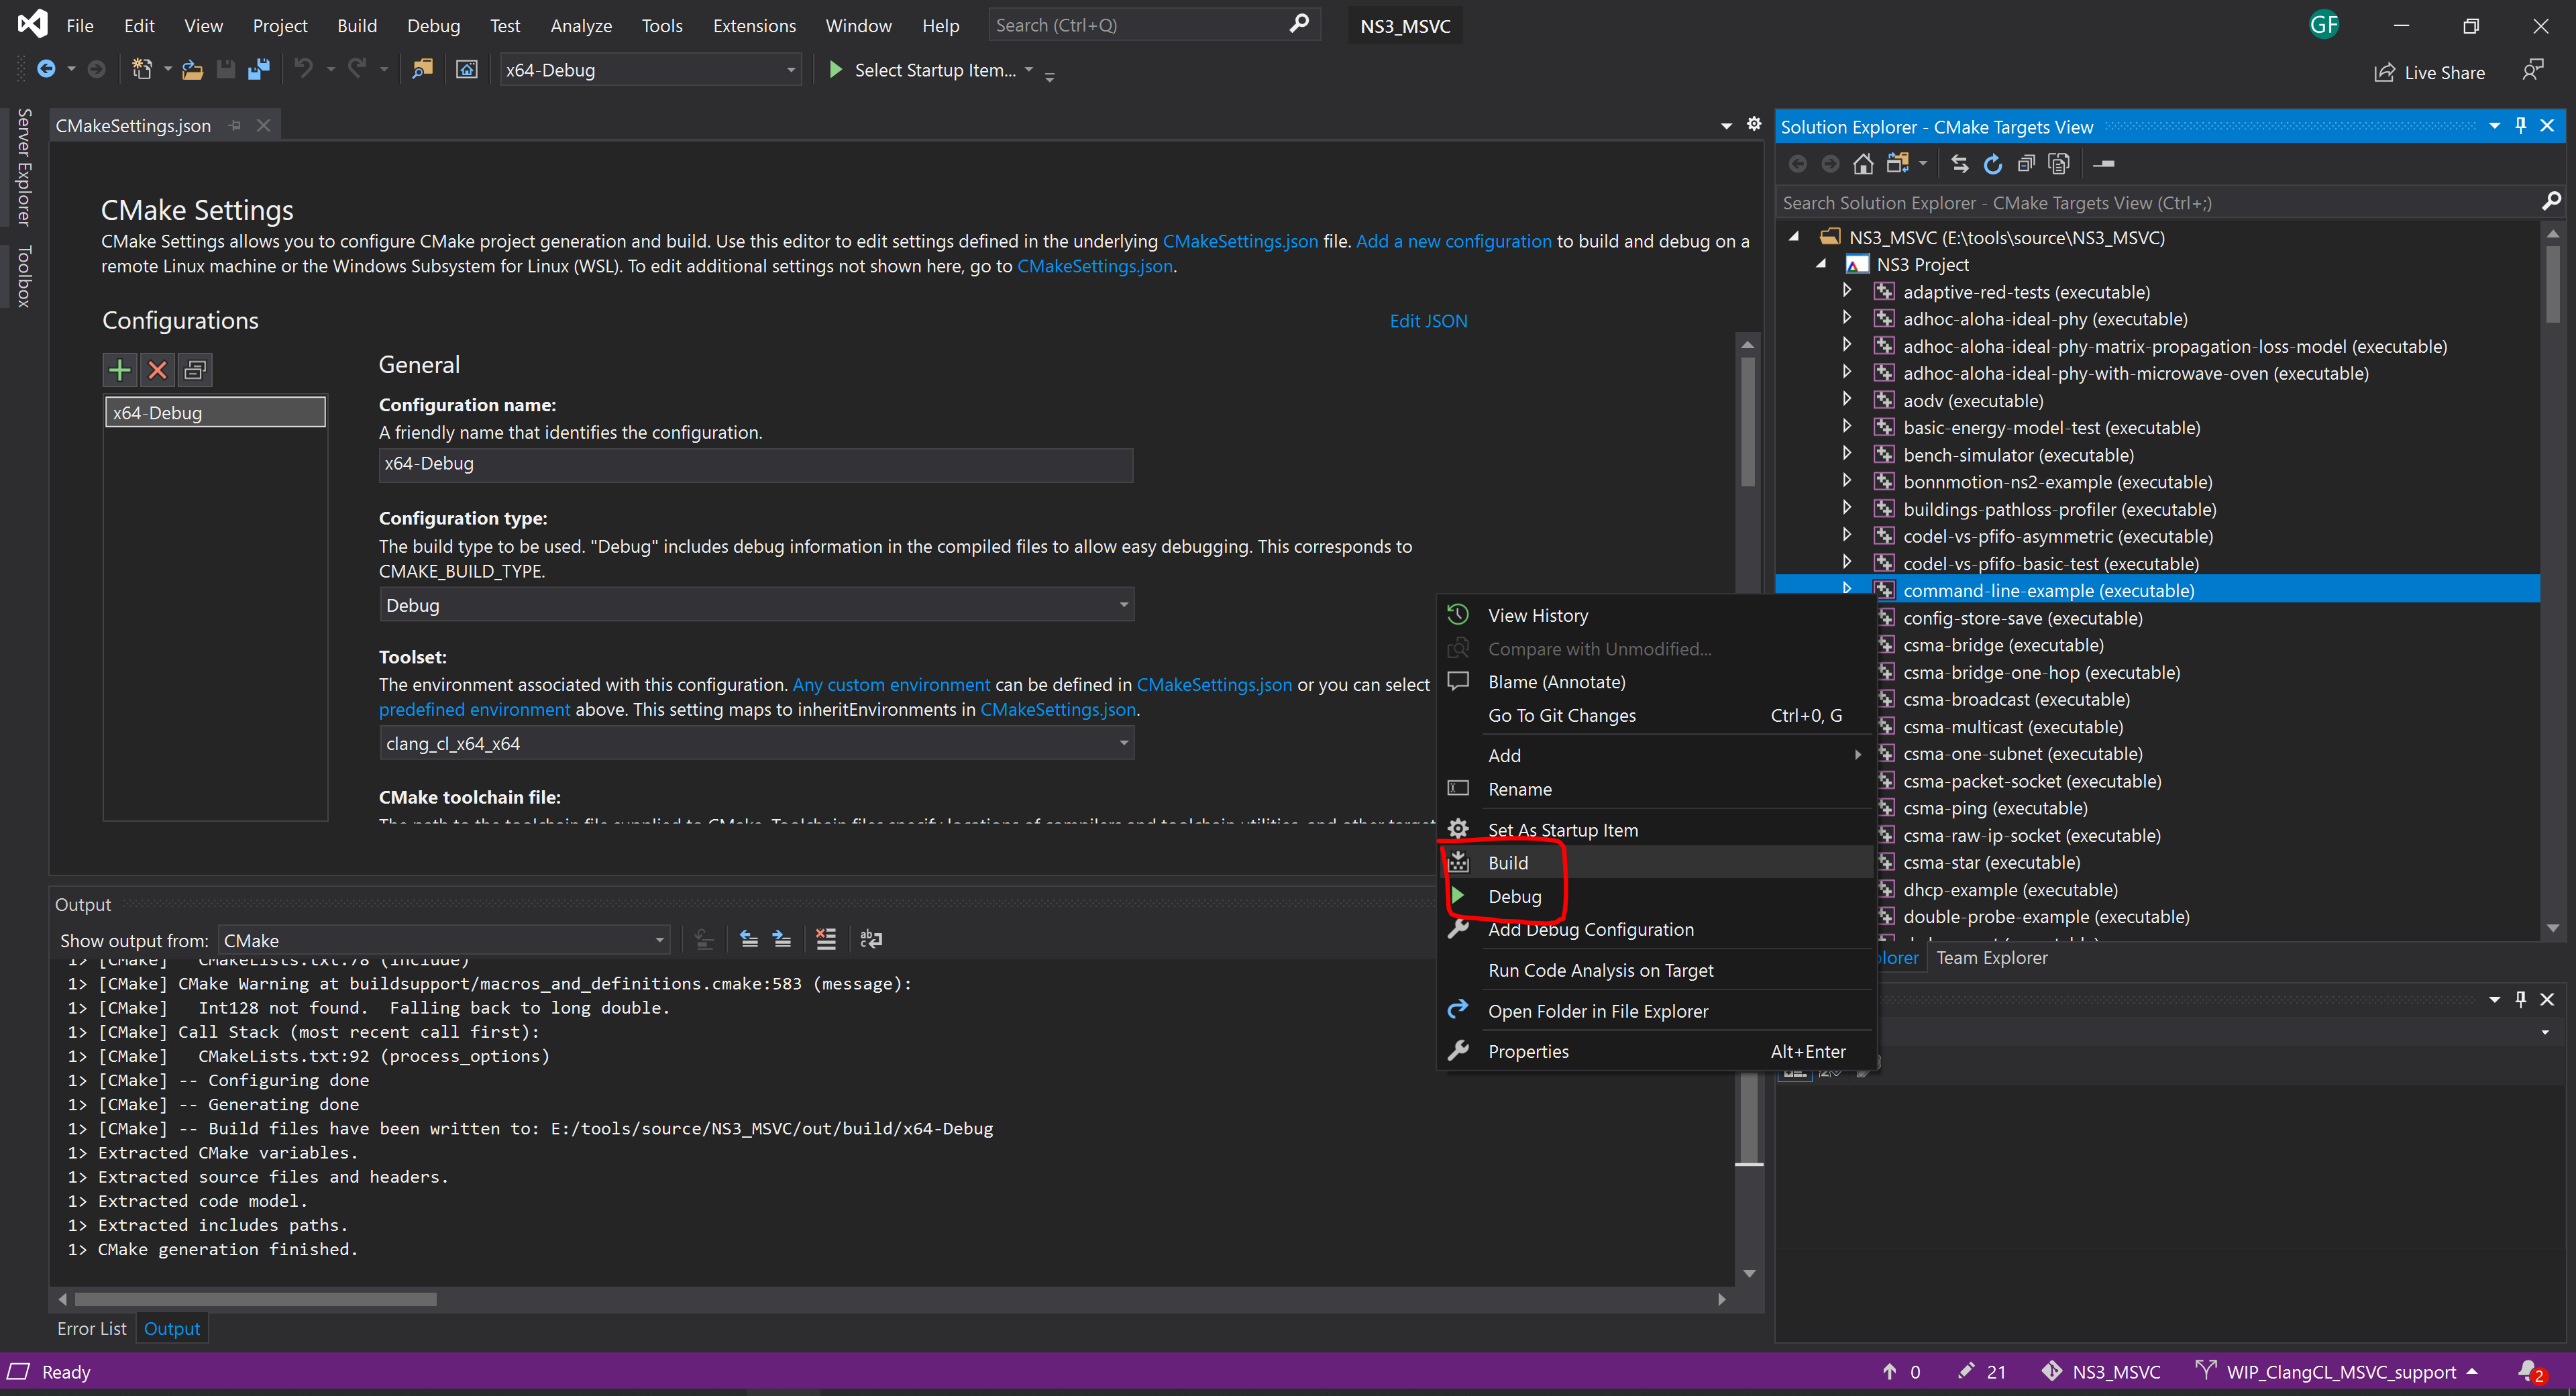 File Edit View Project Build Debug Test Analyze Tools Extensions Window Help Search (Ctrl+Q) NS3_MSVC GF
x64-Debug Select Startup Item... Live Share
Server Explorer
Toolbox
CMakeSettings.json
CMake Settings
CMake Settings allows you to configure CMake project generation and build. Use this editor to edit settings defined in the underlying CMakeSettings.json file. Add a new configuration to build and debug on a
remote Linux machine or the Windows Subsystem for Linux (WSL). To edit additional settings not shown here, go to CMakeSettings.json.
Configurations
Edit JSON
x64-Debug
General
Configuration name:
A friendly name that identifies the configuration.
x64-Debug
Configuration type:
The build type to be used. "Debug" includes debug information in the compiled files to allow easy debugging. This corresponds to
CMAKE_BUILD_TYPE.
Debug
Toolset:
The environment associated with this configuration. Any custom environment can be defined in CMakeSettings.json or you can select
predefined environment above. This setting maps to inheritEnvironments in CMakeSettings.json.
clang_cl_x64_x64
CMake toolchain file:
Output
Show output from: CMake
1> [CMake] CMakeLists.txt:78 (include)
1> [CMake] CMake Warning at buildsupport/macros_and_definitions.cmake:583 (message):
1> [CMake] Int128 not found. Falling back to long double.
1> [CMake] Call Stack (most recent call first):
1> [CMake] CMakeLists.txt:92 (process_options)
1> [CMake] -- Configuring done
1> [CMake] -- Generating done
1> [CMake] -- Build files have been written to: E:/tools/source/NS3_MSVC/out/build/x64-Debug
1> Extracted CMake variables.
1> Extracted source files and headers.
1> Extracted code model.
1> Extracted includes paths.
1> CMake generation finished.
Error List Output
View History
Compare with Unmodified...
Blame (Annotate)
Go To Git Changes Ctrl+0, G
Add
Rename
Set As Startup Item
Build
Debug
Add Debug Configuration
Run Code Analysis on Target
Open Folder in File Explorer
Properties Alt+Enter
Solution Explorer - CMake Targets View
Search Solution Explorer - CMake Targets View (Ctrl+;)
NS3_MSVC (E:\tools\source\NS3_MSVC)
NS3 Project
adaptive-red-tests (executable)
adhoc-aloha-ideal-phy (executable)
adhoc-aloha-ideal-phy-matrix-propagation-loss-model (executable)
adhoc-aloha-ideal-phy-with-microwave-oven (executable)
aodv (executable)
basic-energy-model-test (executable)
bench-simulator (executable)
bonnmotion-ns2-example (executable)
buildings-pathloss-profiler (executable)
codel-vs-pfifo-asymmetric (executable)
codel-vs-pfifo-basic-test (executable)
command-line-example (executable)
config-store-save (executable)
csma-bridge (executable)
csma-bridge-one-hop (executable)
csma-broadcast (executable)
csma-multicast (executable)
csma-one-subnet (executable)
csma-packet-socket (executable)
csma-ping (executable)
csma-raw-ip-socket (executable)
csma-star (executable)
dhcp-example (executable)
double-probe-example (executable)
plorer Team Explorer
Ready 0 21 NS3_MSVC WIP_ClangCL_MSVC_support 2